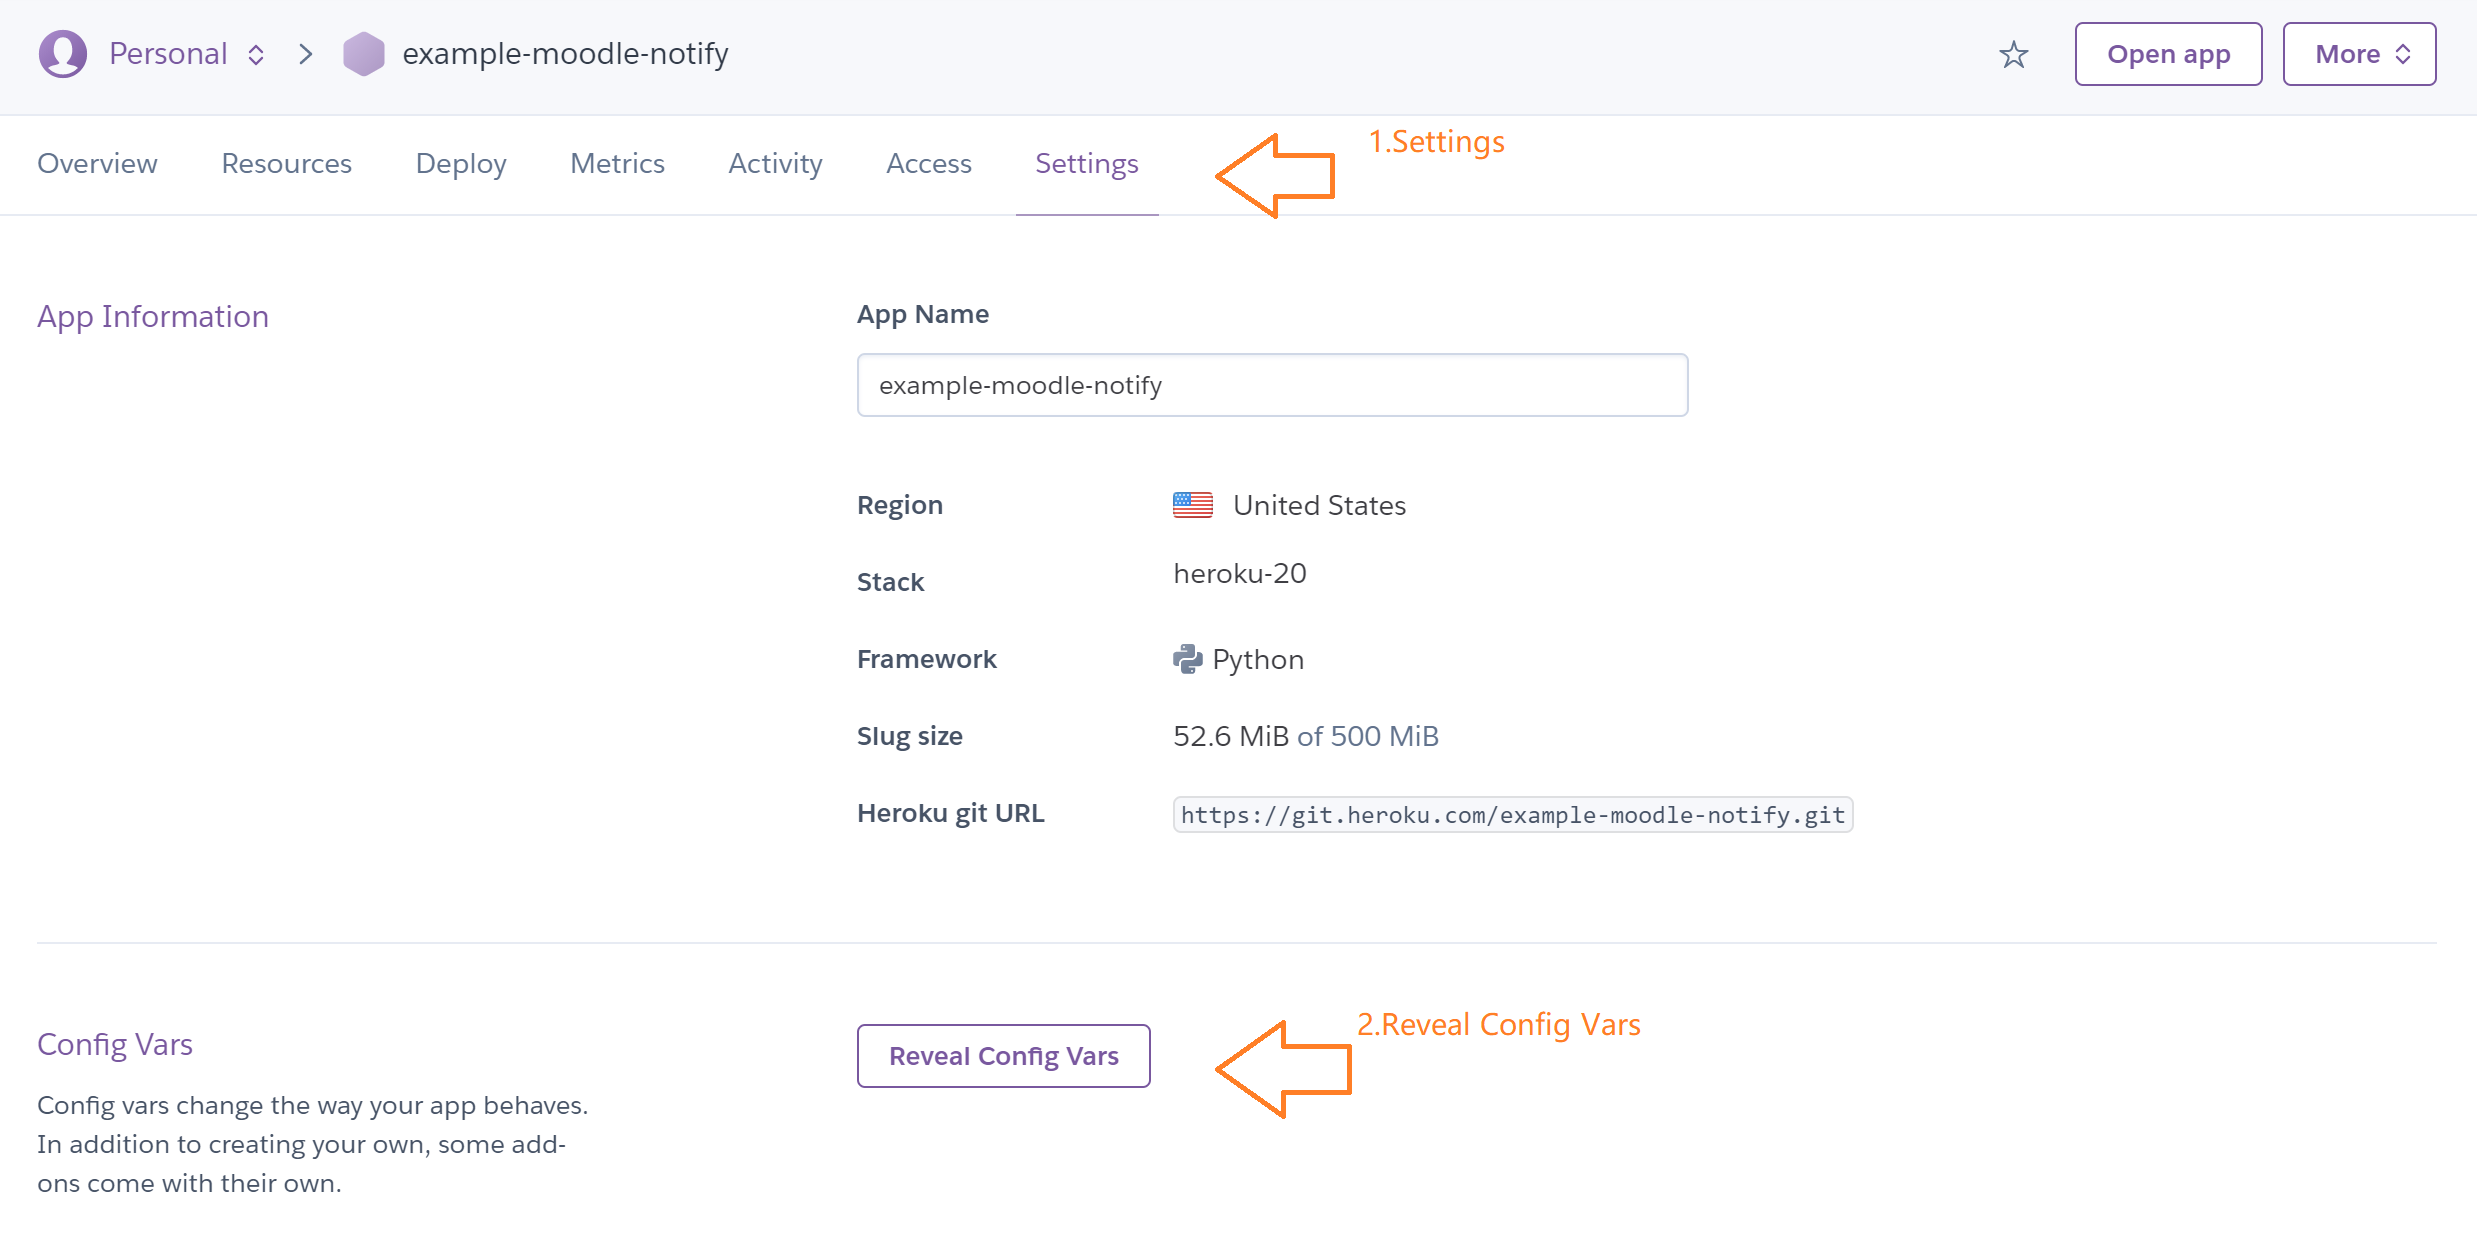 Personal
example-moodle-notify
Open app
More
Overview
Resources
Deploy
Metrics
Activity
Access
Settings
1.Settings
App Information
App Name
example-moodle-notify
Region
United States
Stack
heroku-20
Framework
Python
Slug size
52.6 MiB of 500 MiB
Heroku git URL
https://git.heroku.com/example-moodle-notify.git
Config Vars
Config vars change the way your app behaves.
In addition to creating your own, some add-
ons come with their own.
Reveal Config Vars
2.Reveal Config Vars